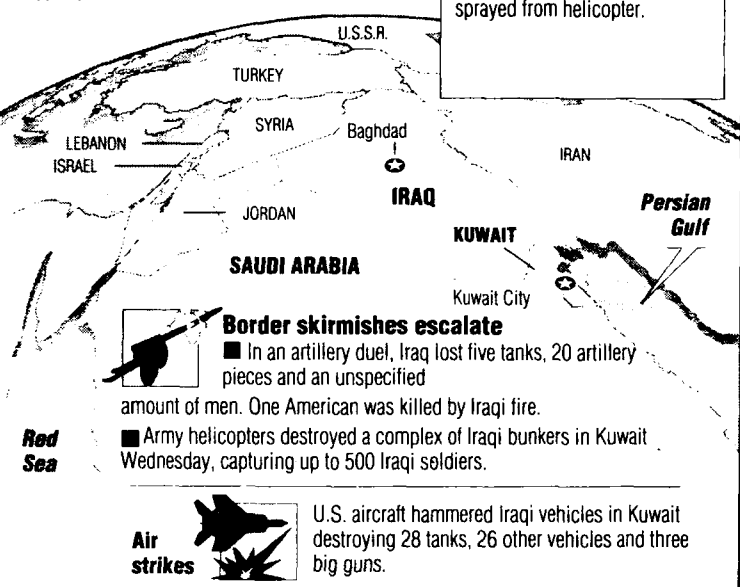 sprayed from helicopter.
U.S.S.R.
TURKEY
SYRIA
Baghdad
LEBANON
ISRAEL
IRAN
IRAQ
JORDAN
Persian
Gulf
KUWAIT
SAUDI ARABIA
Kuwait City
Border skirmishes escalate
■ In an artillery duel, Iraq lost five tanks, 20 artillery
pieces and an unspecified
amount of men. One American was killed by Iraqi fire.
Red
Sea
■ Army helicopters destroyed a complex of Iraqi bunkers in Kuwait
Wednesday, capturing up to 500 Iraqi soldiers.
Air
strikes
U.S. aircraft hammered Iraqi vehicles in Kuwait
destroying 28 tanks, 26 other vehicles and three
big guns.